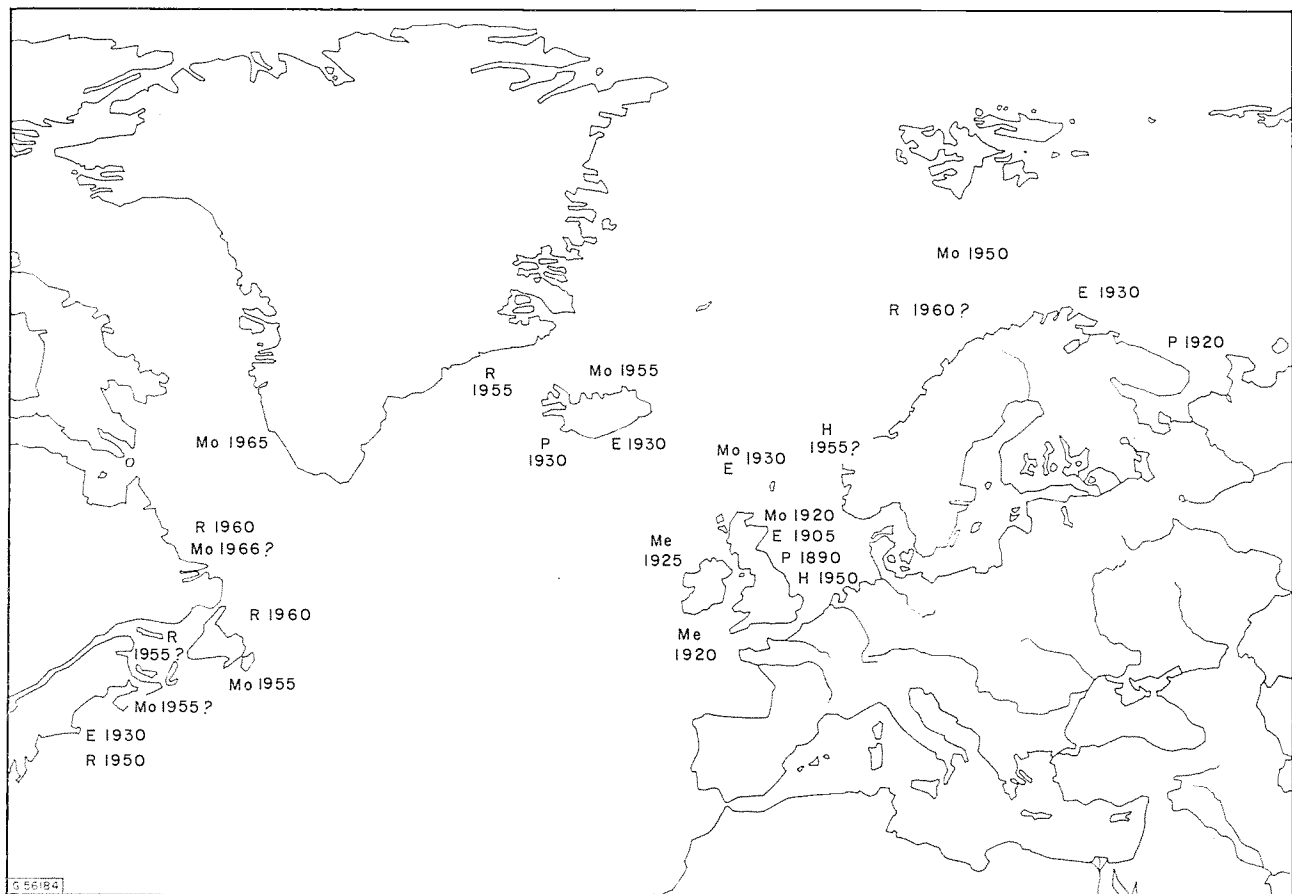 Mo 1950
E 1930
R 1960?
P 1920
R
1955
Mo 1955
Mo 1965
P
1930
E 1930
H
1955?
Mo
E 1930
Mo 1920
E 1905
P 1890
H 1950
Me
1925
R 1960
Mo 1966?
R 1960
R
1955?
Me
1920
Mo 1955
Mo 1955?
E 1930
R 1950
G 56184